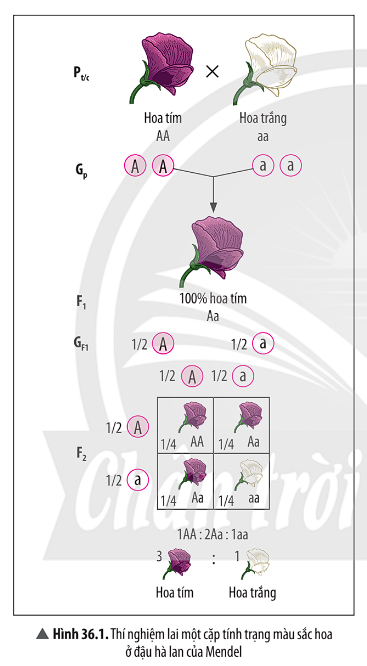 P t/c
×
Hoa tím
Hoa trắng
AA
aa
Gp
A A
a a
F1
100% hoa tím
Aa
GF1
1/2 A
1/2 a
1/2 A 1/2 a
F2
1/2 A
1/4 AA
1/4 Aa
1/2 a
1/4 Aa
1/4 aa
1AA : 2Aa : 1aa
3 : 1
Hoa tím
Hoa trắng
Chân trời
▲ Hình 36.1. Thí nghiệm lai một cặp tính trạng màu sắc hoa
ở đậu hà lan của Mendel